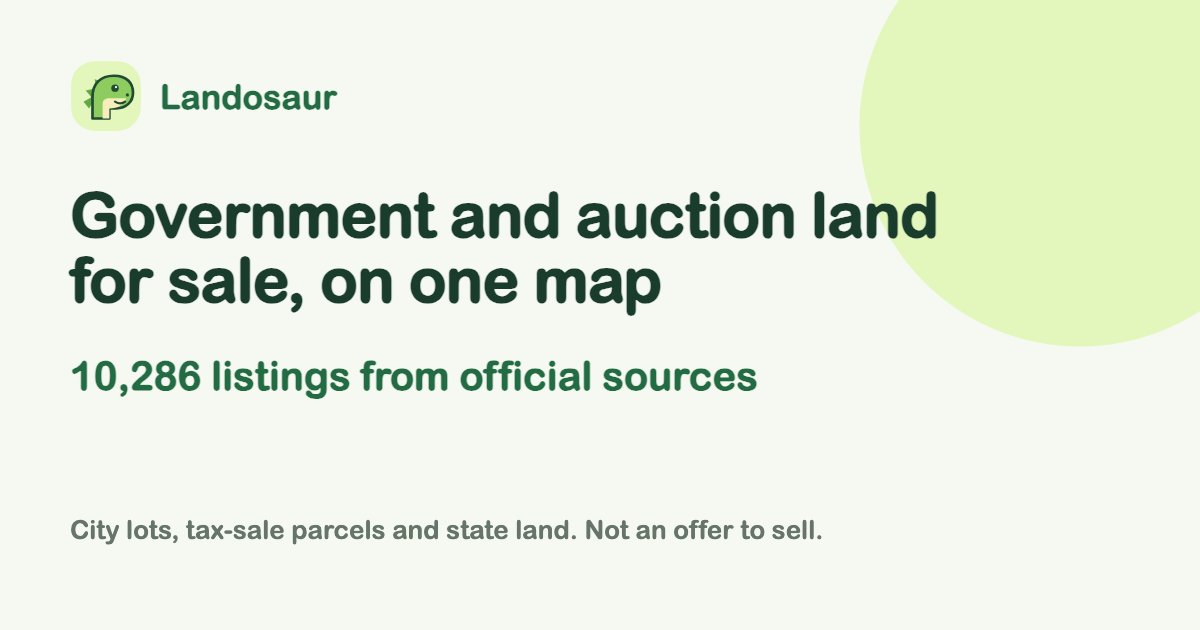 Landosaur
Government and auction land
for sale, on one map
10,286 listings from official sources
City lots, tax-sale parcels and state land. Not an offer to sell.